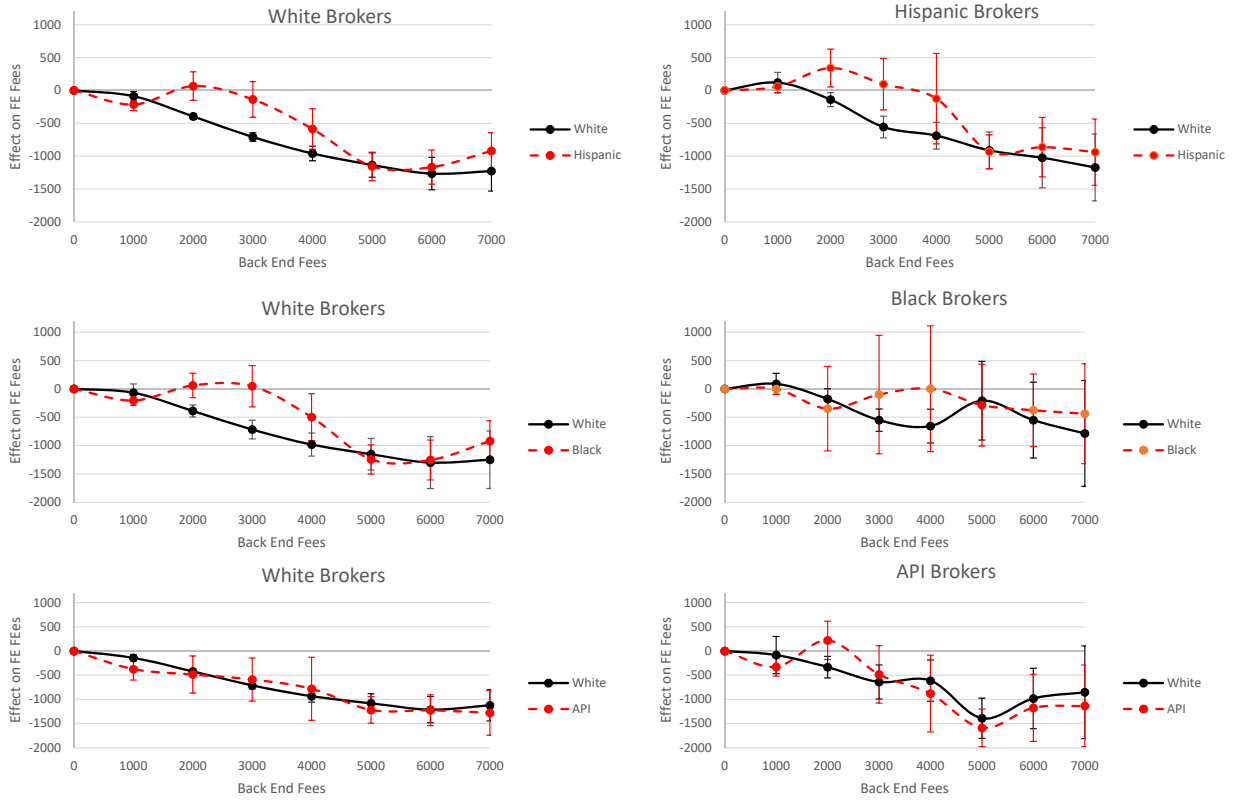 White Brokers
1000
500
0
-500
-1000
-1500
-2000
Effect on FE Fees
0 1000 2000 3000 4000 5000 6000 7000
Back End Fees
White
Hispanic
Hispanic Brokers
1000
500
0
-500
-1000
-1500
-2000
Effect on FE Fees
0 1000 2000 3000 4000 5000 6000 7000
Back End Fees
White
Hispanic
White Brokers
1000
500
0
-500
-1000
-1500
-2000
Effect on FE Fees
0 1000 2000 3000 4000 5000 6000 7000
Back End Fees
White
Black
Black Brokers
1000
500
0
-500
-1000
-1500
-2000
Effect on FE Fees
0 1000 2000 3000 4000 5000 6000 7000
Back End Fees
White
Black
White Brokers
1000
500
0
-500
-1000
-1500
-2000
Effect on FE FEes
0 1000 2000 3000 4000 5000 6000 7000
Back End Fees
White
API
API Brokers
1000
500
0
-500
-1000
-1500
-2000
Effect on FE Fees
0 1000 2000 3000 4000 5000 6000 7000
Back End Fees
White
API